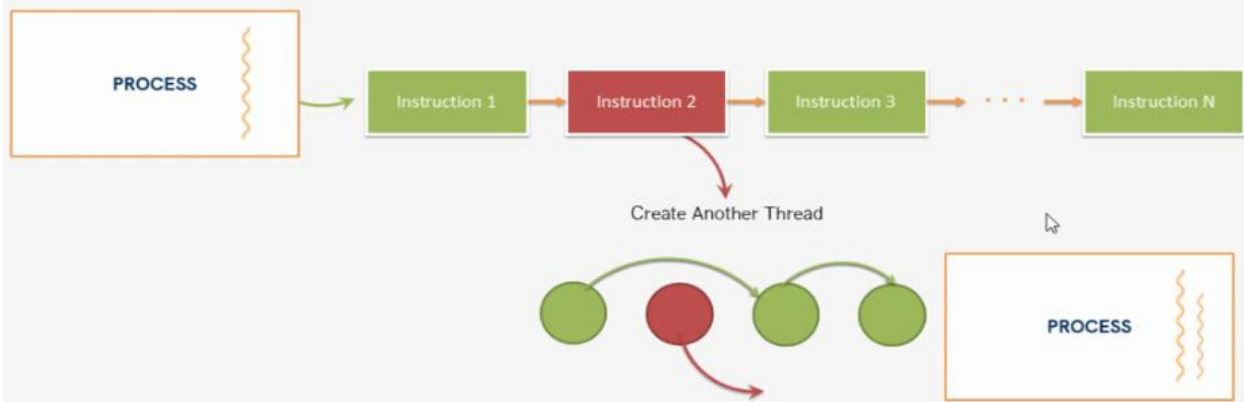 PROCESS
Instruction 1
Instruction 2
Instruction 3
. . .
Instruction N
Create Another Thread
PROCESS